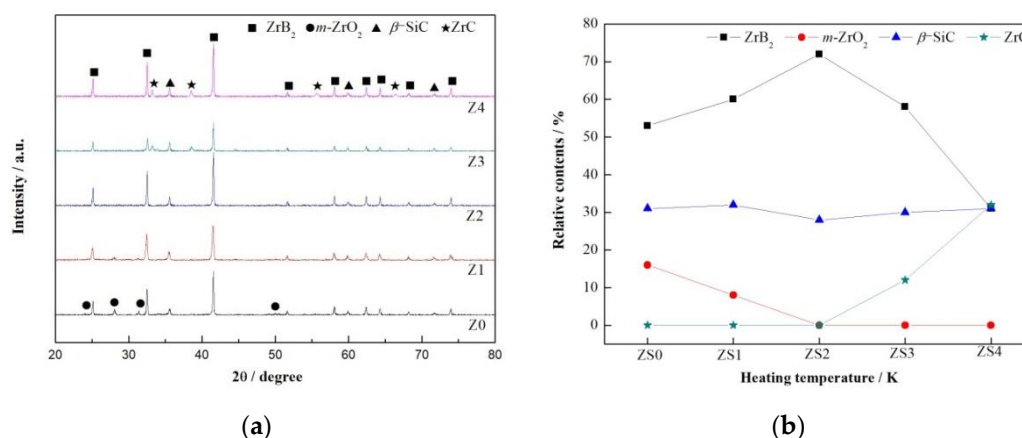 ZrB₂ m-ZrO₂ β-SiC ZrC
Intensity / a.u.
Z4
Z3
Z2
Z1
Z0
20 30 40 50 60 70 80
2θ / degree
(a)
ZrB₂ m-ZrO₂ β-SiC ZrC
Relative contents / %
80
70
60
50
40
30
20
10
0
ZS0 ZS1 ZS2 ZS3 ZS4
Heating temperature / K
(b)